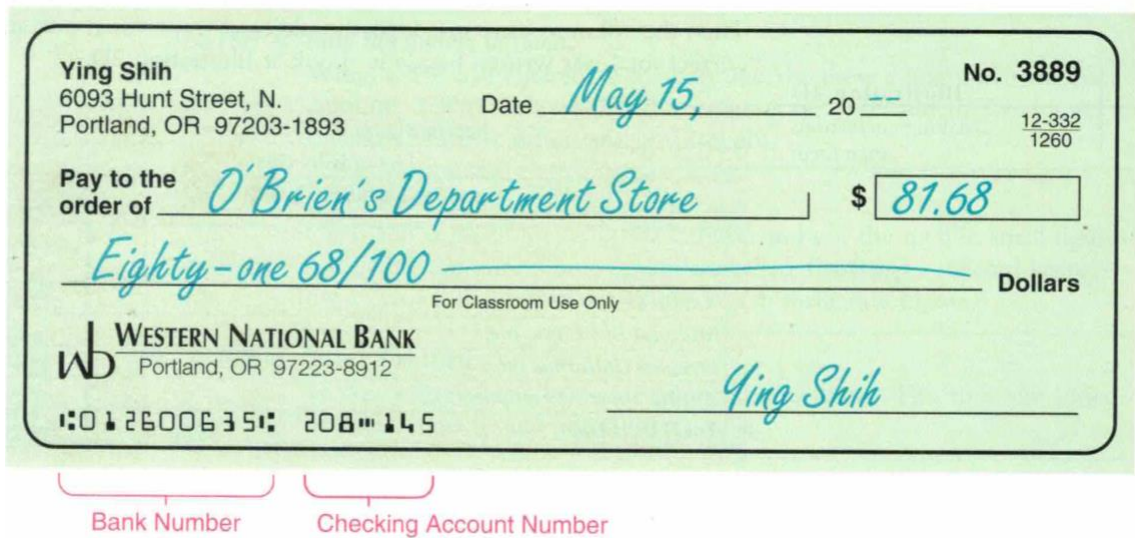 Ying Shih
6093 Hunt Street, N.
Portland, OR 97203-1893
Date May 15, 20 --
No. 3889
12-332
1260
Pay to the
order of O'Brien's Department Store $ 81.68
Eighty-one 68/100 Dollars
For Classroom Use Only
Wb WESTERN NATIONAL BANK
Portland, OR 97223-8912
Ying Shih
⑆012600635⑆ 208⑈145
Bank Number
Checking Account Number